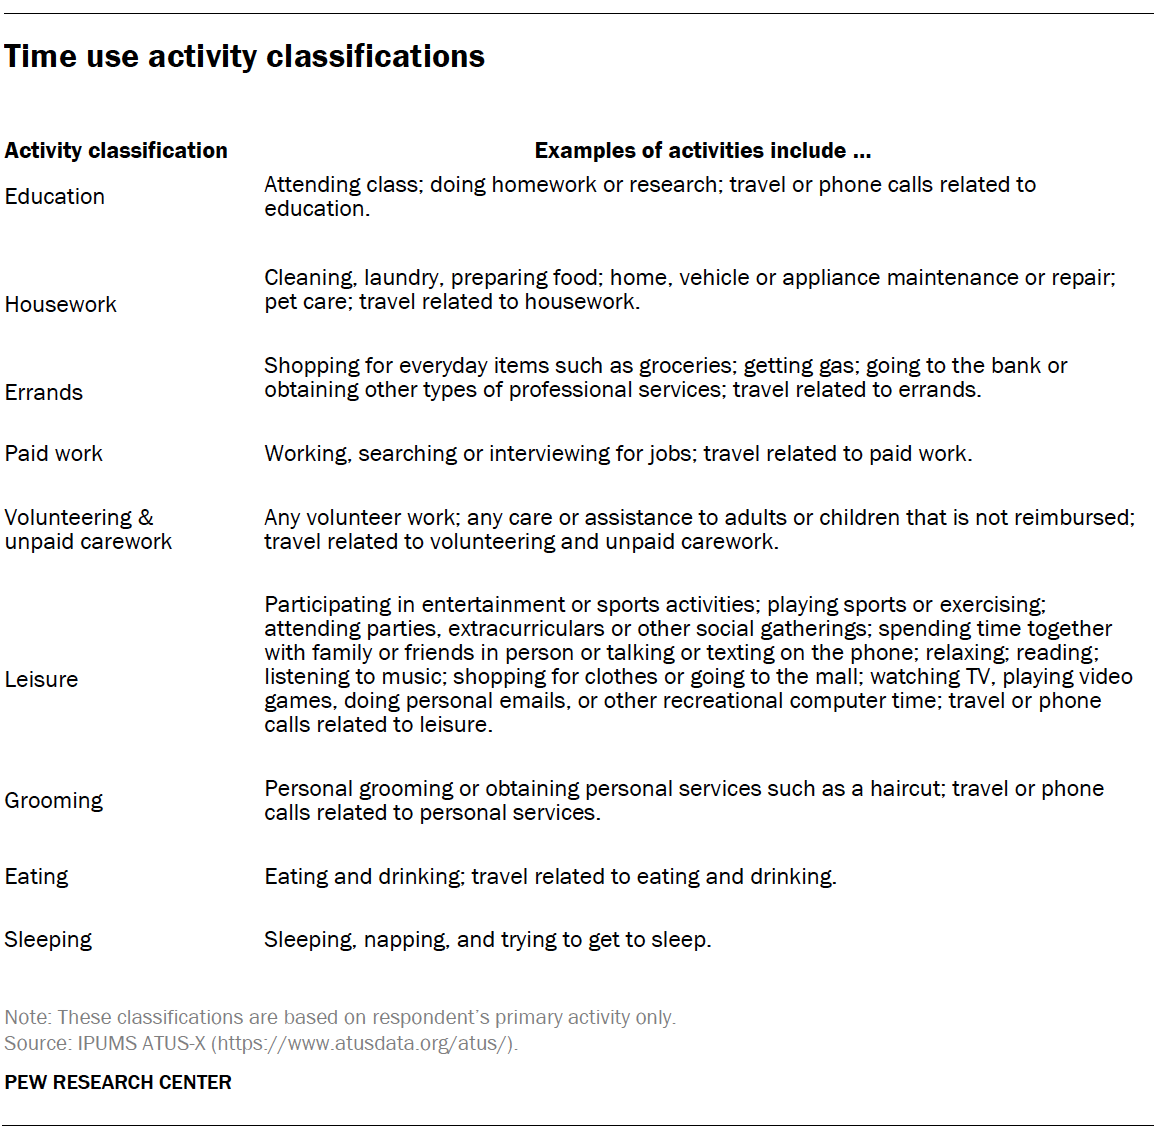 Time use activity classifications
Activity classification Examples of activities include ...
Education
Attending class; doing homework or research; travel or phone calls related to
education.
Housework
Cleaning, laundry, preparing food; home, vehicle or appliance maintenance or repair;
pet care; travel related to housework.
Errands
Shopping for everyday items such as groceries; getting gas; going to the bank or
obtaining other types of professional services; travel related to errands.
Paid work
Working, searching or interviewing for jobs; travel related to paid work.
Volunteering &
unpaid carework
Any volunteer work; any care or assistance to adults or children that is not reimbursed;
travel related to volunteering and unpaid carework.
Leisure
Participating in entertainment or sports activities; playing sports or exercising;
attending parties, extracurriculars or other social gatherings; spending time together
with family or friends in person or talking or texting on the phone; relaxing; reading;
listening to music; shopping for clothes or going to the mall; watching TV, playing video
games, doing personal emails, or other recreational computer time; travel or phone
calls related to leisure.
Grooming
Personal grooming or obtaining personal services such as a haircut; travel or phone
calls related to personal services.
Eating
Eating and drinking; travel related to eating and drinking.
Sleeping
Sleeping, napping, and trying to get to sleep.
Note: These classifications are based on respondent’s primary activity only.
Source: IPUMS ATUS-X (https://www.atusdata.org/atus/).
PEW RESEARCH CENTER